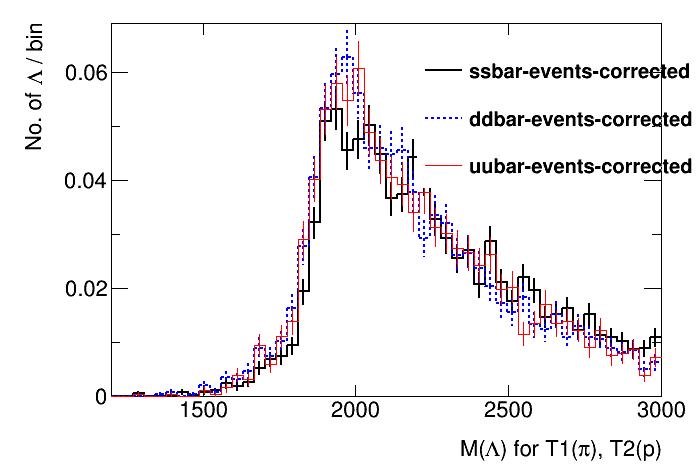 No. of Λ / bin
0.06
0.04
0.02
0
ssbar-events-corrected
ddbar-events-corrected
uubar-events-corrected
1500
2000
2500
3000
M(Λ) for T1(π), T2(p)